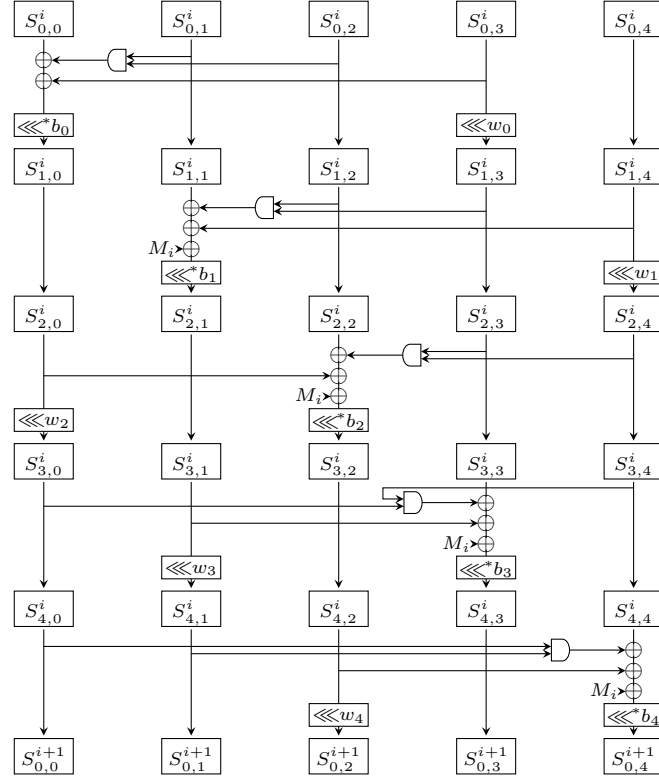 S^i_{0,0} S^i_{0,1} S^i_{0,2} S^i_{0,3} S^i_{0,4}
⋘*b_0 ⋘w_0
S^i_{1,0} S^i_{1,1} S^i_{1,2} S^i_{1,3} S^i_{1,4}
M_i
⋘*b_1 ⋘w_1
S^i_{2,0} S^i_{2,1} S^i_{2,2} S^i_{2,3} S^i_{2,4}
M_i
⋘w_2 ⋘*b_2
S^i_{3,0} S^i_{3,1} S^i_{3,2} S^i_{3,3} S^i_{3,4}
M_i
⋘w_3 ⋘*b_3
S^i_{4,0} S^i_{4,1} S^i_{4,2} S^i_{4,3} S^i_{4,4}
M_i
⋘w_4 ⋘*b_4
S^{i+1}_{0,0} S^{i+1}_{0,1} S^{i+1}_{0,2} S^{i+1}_{0,3} S^{i+1}_{0,4}